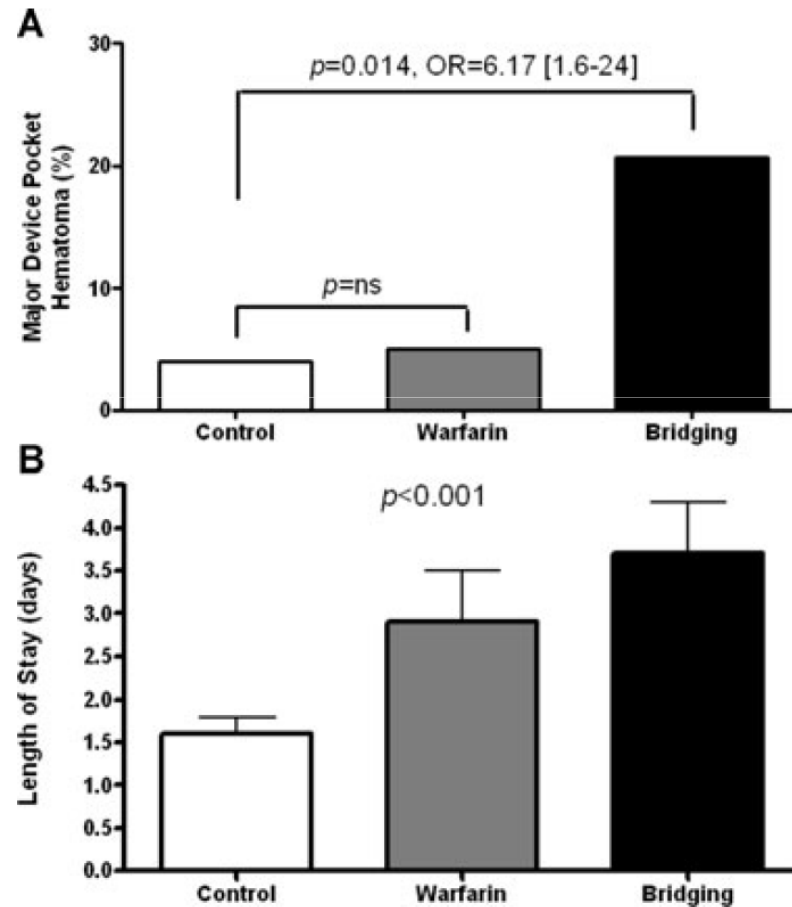 A
Major Device Pocket
Hematoma (%)
30
20
10
0
p=0.014, OR=6.17 [1.6-24]
p=ns
Control Warfarin Bridging
B
Length of Stay (days)
4.5
4.0
3.5
3.0
2.5
2.0
1.5
1.0
0.5
0.0
p<0.001
Control Warfarin Bridging